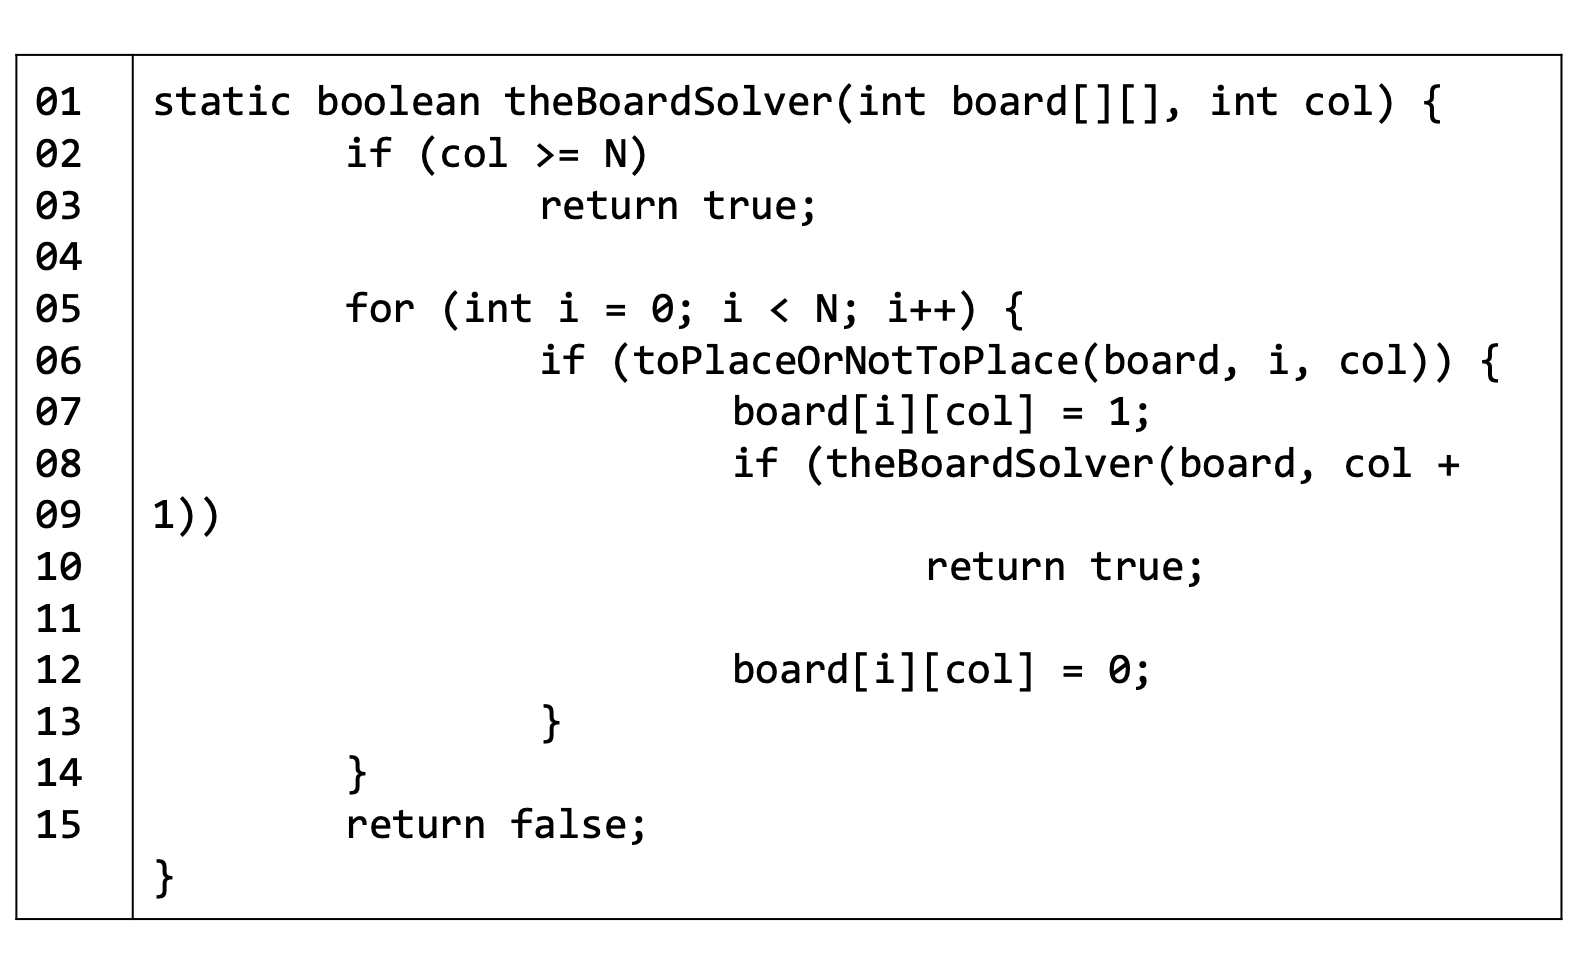 01 static boolean theBoardSolver(int board[][], int col) {
02 if (col >= N)
03 return true;
04
05 for (int i = 0; i < N; i++) {
06 if (toPlaceOrNotToPlace(board, i, col)) {
07 board[i][col] = 1;
08 if (theBoardSolver(board, col +
09 1))
10 return true;
11
12 board[i][col] = 0;
13 }
14 }
15 return false;
}